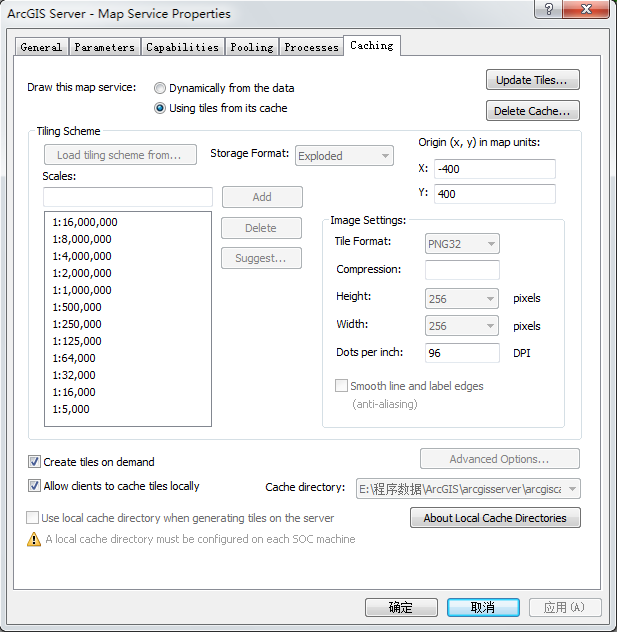 ArcGIS Server - Map Service Properties
General Parameters Capabilities Pooling Processes Caching
Draw this map service:
Dynamically from the data
Using tiles from its cache
Update Tiles...
Delete Cache...
Tiling Scheme
Load tiling scheme from...
Storage Format: Exploded
Origin (x, y) in map units:
X: -400
Y: 400
Scales:
Add
Delete
Suggest...
1:16,000,000
1:8,000,000
1:4,000,000
1:2,000,000
1:1,000,000
1:500,000
1:250,000
1:125,000
1:64,000
1:32,000
1:16,000
1:5,000
Image Settings:
Tile Format: PNG32
Compression:
Height: 256 pixels
Width: 256 pixels
Dots per inch: 96 DPI
Smooth line and label edges
(anti-aliasing)
Create tiles on demand
Advanced Options...
Allow clients to cache tiles locally
Cache directory: E:\程序数据\ArcGIS\arcgisserver\arcgisca
Use local cache directory when generating tiles on the server
About Local Cache Directories
A local cache directory must be configured on each SOC machine
确定 取消 应用(A)